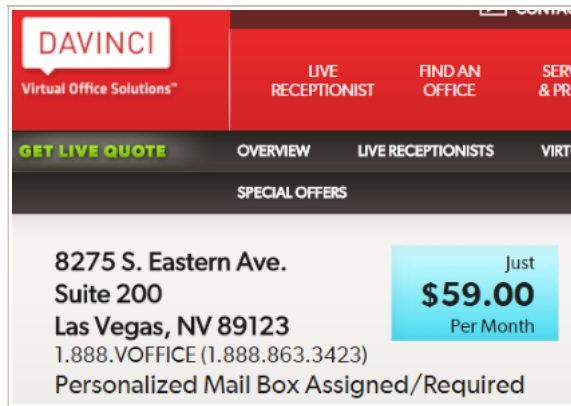 DAVINCI
Virtual Office Solutions™
LIVE RECEPTIONIST
FIND AN OFFICE
GET LIVE QUOTE
OVERVIEW
LIVE RECEPTIONISTS
SPECIAL OFFERS
8275 S. Eastern Ave.
Suite 200
Las Vegas, NV 89123
1.888.VOFFICE (1.888.863.3423)
Personalized Mail Box Assigned/Required
Just
$59.00
Per Month